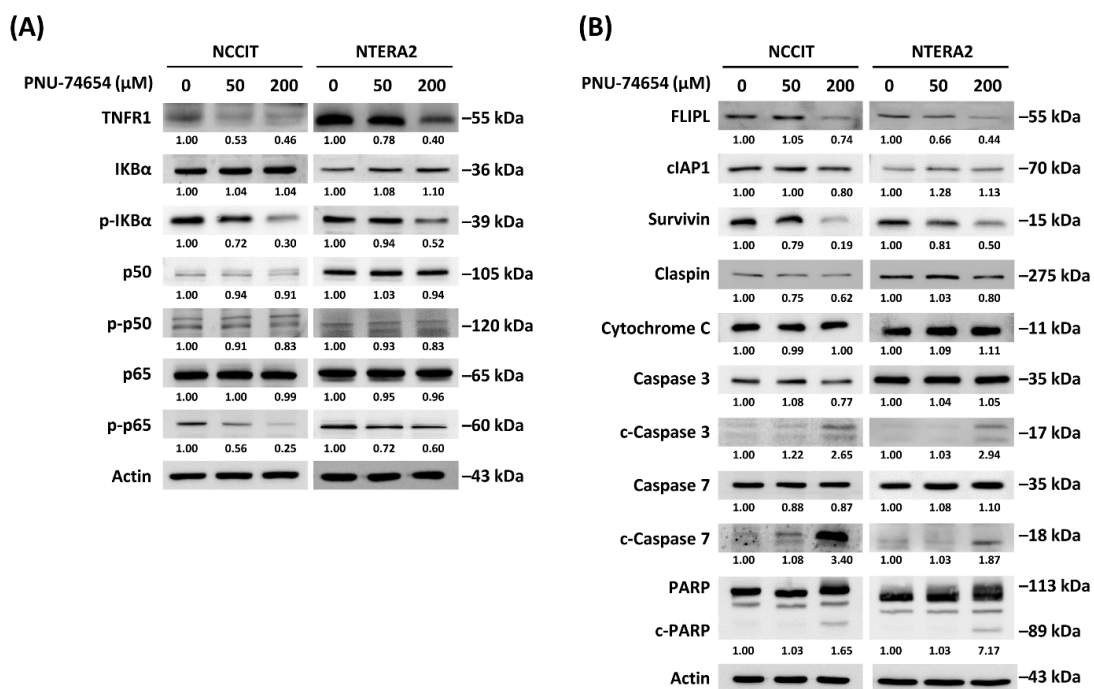 (A)
NCCIT NTERA2
PNU-74654 (μM) 0 50 200 0 50 200
TNFR1 –55 kDa
1.00 0.53 0.46 1.00 0.78 0.40
IKBα –36 kDa
1.00 1.04 1.04 1.00 1.08 1.10
p-IKBα –39 kDa
1.00 0.72 0.30 1.00 0.94 0.52
p50 –105 kDa
1.00 0.94 0.91 1.00 1.03 0.94
p-p50 –120 kDa
1.00 0.91 0.83 1.00 0.93 0.83
p65 –65 kDa
1.00 1.00 0.99 1.00 0.95 0.96
p-p65 –60 kDa
1.00 0.56 0.25 1.00 0.72 0.60
Actin –43 kDa
(B)
NCCIT NTERA2
PNU-74654 (μM) 0 50 200 0 50 200
FLIPL –55 kDa
1.00 1.05 0.74 1.00 0.66 0.44
cIAP1 –70 kDa
1.00 1.00 0.80 1.00 1.28 1.13
Survivin –15 kDa
1.00 0.79 0.19 1.00 0.81 0.50
Claspin –275 kDa
1.00 0.75 0.62 1.00 1.03 0.80
Cytochrome C –11 kDa
1.00 0.99 1.00 1.00 1.09 1.11
Caspase 3 –35 kDa
1.00 1.08 0.77 1.00 1.04 1.05
c-Caspase 3 –17 kDa
1.00 1.22 2.65 1.00 1.03 2.94
Caspase 7 –35 kDa
1.00 0.88 0.87 1.00 1.08 1.10
c-Caspase 7 –18 kDa
1.00 1.08 3.40 1.00 1.03 1.87
PARP –113 kDa
c-PARP –89 kDa
1.00 1.03 1.65 1.00 1.03 7.17
Actin –43 kDa